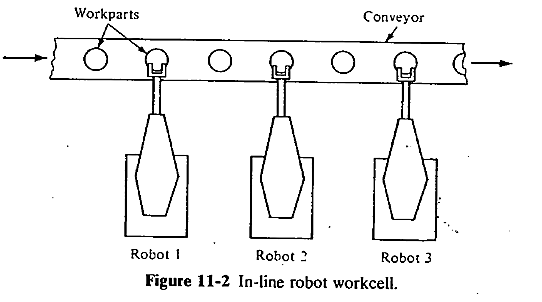 Workparts
Conveyor
Robot 1
Robot 2
Robot 3
Figure 11-2 In-line robot workcell.